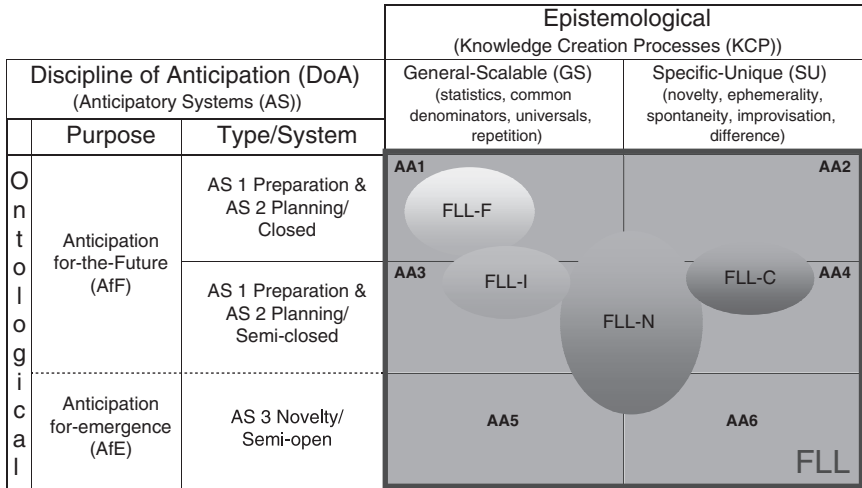 Epistemological
(Knowledge Creation Processes (KCP))
Discipline of Anticipation (DoA)
(Anticipatory Systems (AS))
General-Scalable (GS)
(statistics, common
denominators, universals,
repetition)
Specific-Unique (SU)
(novelty, ephemerality,
spontaneity, improvisation,
difference)
Purpose
Type/System
Ontological
Anticipation
for-the-Future
(AfF)
AS 1 Preparation &
AS 2 Planning/
Closed
AA1
AA2
FLL-F
AS 1 Preparation &
AS 2 Planning/
Semi-closed
AA3
AA4
FLL-I
FLL-N
FLL-C
Anticipation
for-emergence
(AfE)
AS 3 Novelty/
Semi-open
AA5
AA6
FLL